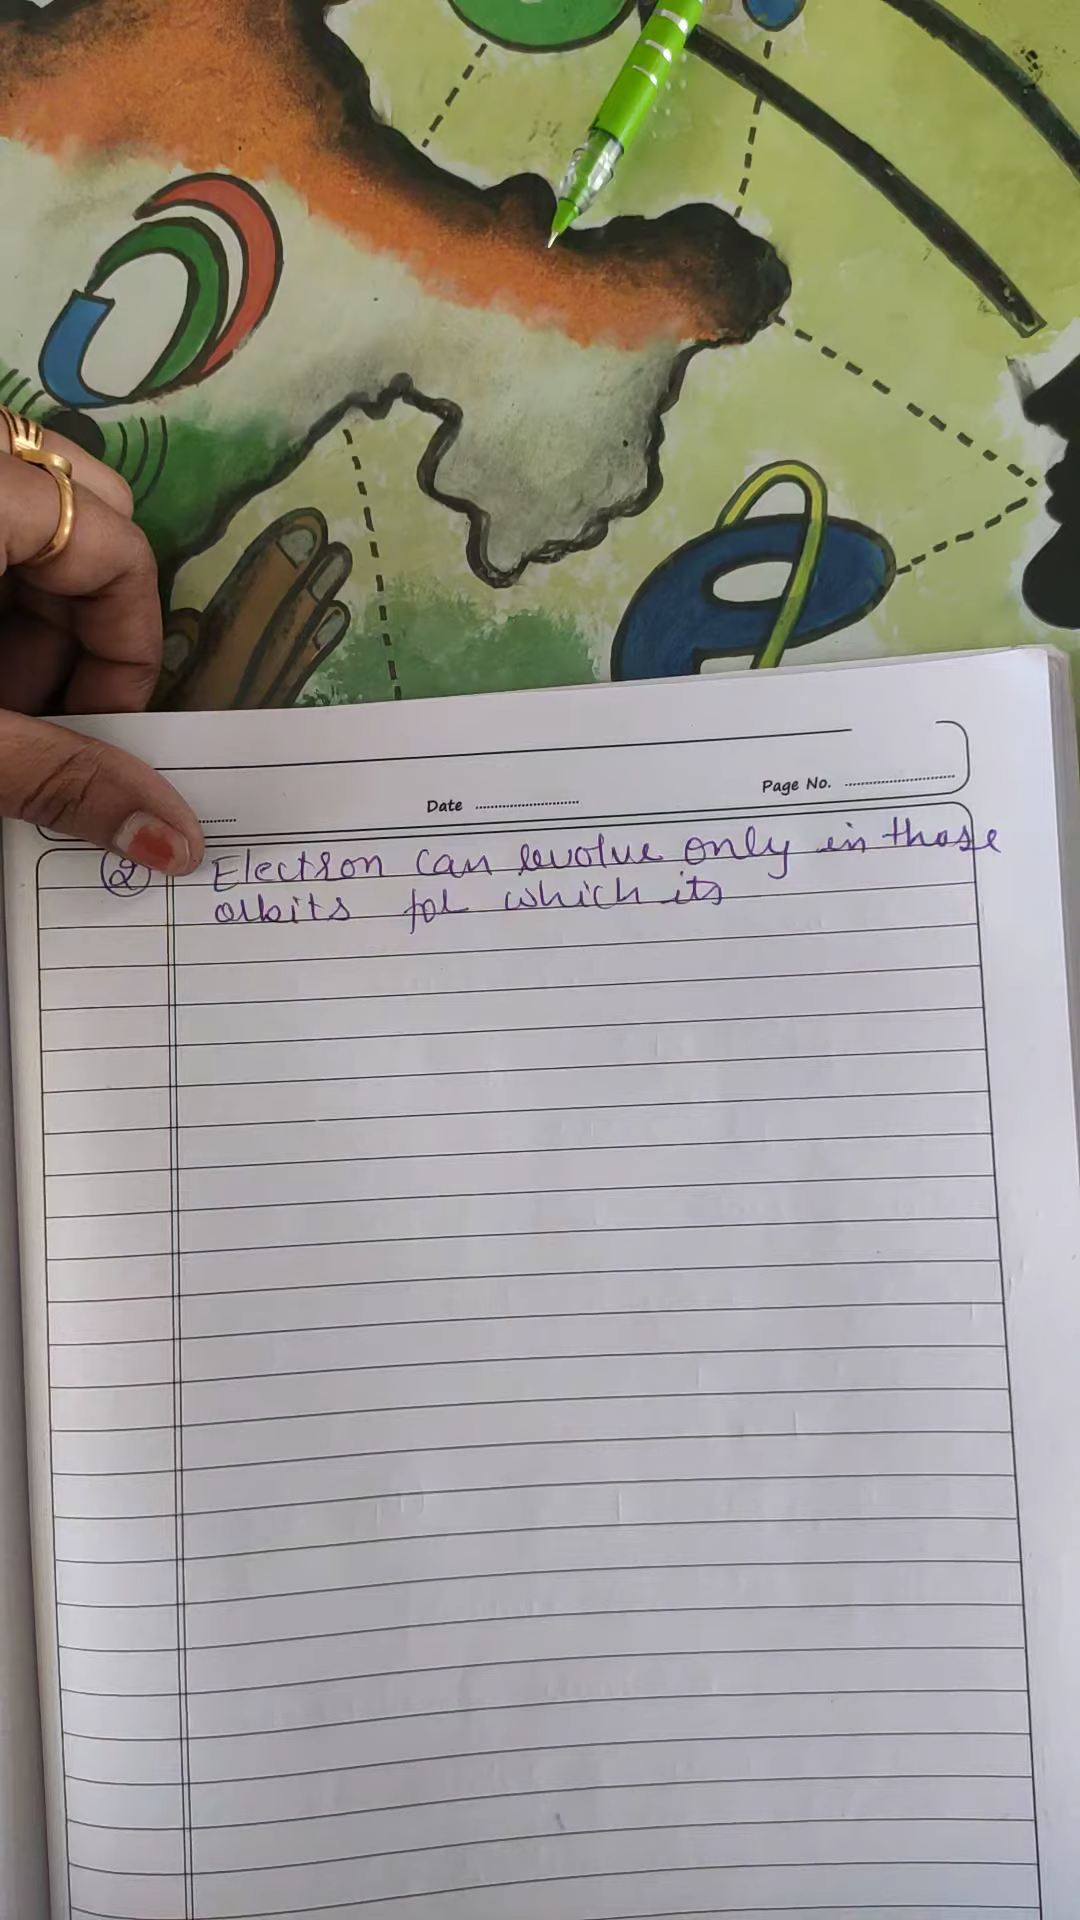 Date
Page No.
② Electron can revolve only in those
orbits for which its